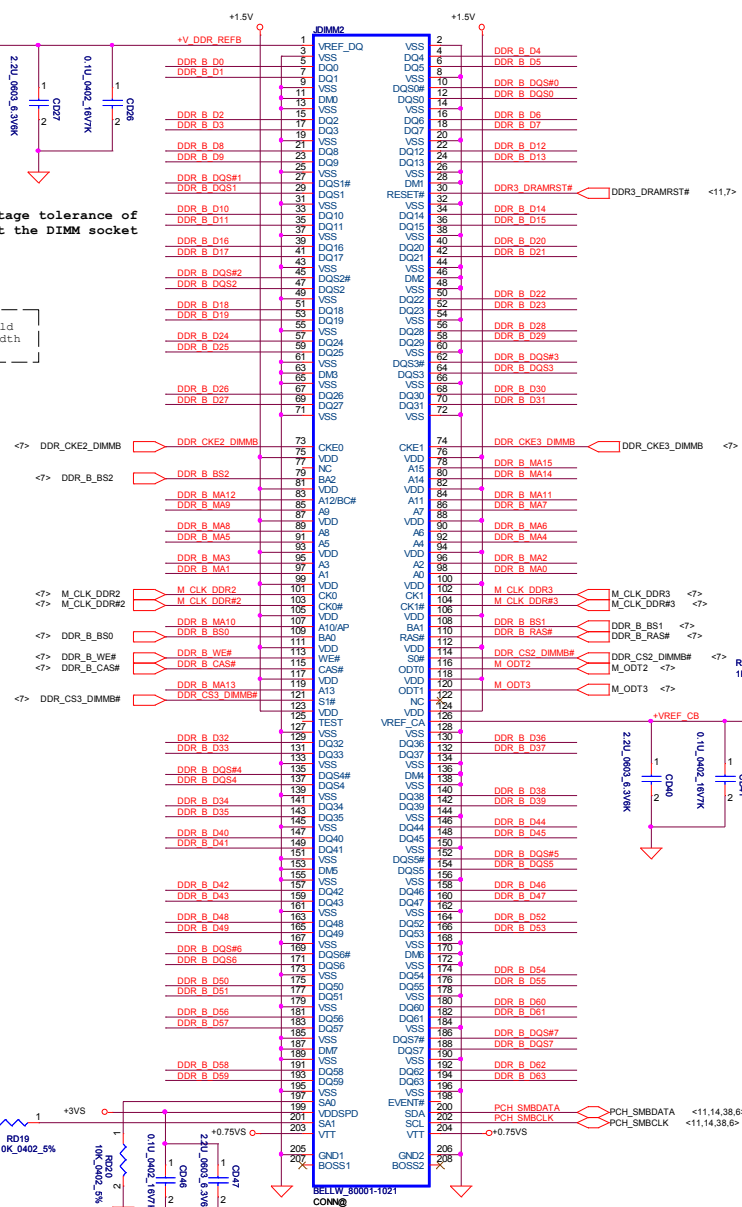 +1.5V +1.5V
JDIMM2
+V_DDR_REFB 1 VREF_DQ VSS 2
3 VSS DQ4 4 DDR_B_D4
DDR_B_D0 5 DQ0 DQ5 6 DDR_B_D5
DDR_B_D1 7 DQ1 VSS 8
9 VSS DQS0# 10 DDR_B_DQS#0
11 DM0 DQS0 12 DDR_B_DQS0
13 VSS VSS 14
DDR_B_D2 15 DQ2 DQ6 16 DDR_B_D6
DDR_B_D3 17 DQ3 DQ7 18 DDR_B_D7
19 VSS VSS 20
DDR_B_D8 21 DQ8 DQ12 22 DDR_B_D12
DDR_B_D9 23 DQ9 DQ13 24 DDR_B_D13
25 VSS VSS 26
DDR_B_DQS#1 27 DQS1# DM1 28
DDR_B_DQS1 29 DQS1 RESET# 30 DDR3_DRAMRST# DDR3_DRAMRST# <11,7>
31 VSS VSS 32
DDR_B_D10 33 DQ10 DQ14 34 DDR_B_D14
DDR_B_D11 35 DQ11 DQ15 36 DDR_B_D15
37 VSS VSS 38
DDR_B_D16 39 DQ16 DQ20 40 DDR_B_D20
DDR_B_D17 41 DQ17 DQ21 42 DDR_B_D21
43 VSS VSS 44
DDR_B_DQS#2 45 DQS2# DM2 46
DDR_B_DQS2 47 DQS2 VSS 48
49 VSS DQ22 50 DDR_B_D22
DDR_B_D18 51 DQ18 DQ23 52 DDR_B_D23
DDR_B_D19 53 DQ19 VSS 54
55 VSS DQ28 56 DDR_B_D28
DDR_B_D24 57 DQ24 DQ29 58 DDR_B_D29
DDR_B_D25 59 DQ25 VSS 60
61 VSS DQS3# 62 DDR_B_DQS#3
63 DM3 DQS3 64 DDR_B_DQS3
65 VSS VSS 66
DDR_B_D26 67 DQ26 DQ30 68 DDR_B_D30
DDR_B_D27 69 DQ27 DQ31 70 DDR_B_D31
71 VSS VSS 72
<7> DDR_CKE2_DIMMB DDR_CKE2_DIMMB 73 CKE0 CKE1 74 DDR_CKE3_DIMMB DDR_CKE3_DIMMB <7>
75 VDD VDD 76
77 NC A15 78 DDR_B_MA15
<7> DDR_B_BS2 DDR_B_BS2 79 BA2 A14 80 DDR_B_MA14
81 VDD VDD 82
DDR_B_MA12 83 A12/BC# A11 84 DDR_B_MA11
DDR_B_MA9 85 A9 A7 86 DDR_B_MA7
87 VDD VDD 88
DDR_B_MA8 89 A8 A6 90 DDR_B_MA6
DDR_B_MA5 91 A5 A4 92 DDR_B_MA4
93 VDD VDD 94
DDR_B_MA3 95 A3 A2 96 DDR_B_MA2
DDR_B_MA1 97 A1 A0 98 DDR_B_MA0
99 VDD VDD 100
<7> M_CLK_DDR2 M_CLK_DDR2 101 CK0 CK1 102 M_CLK_DDR3 M_CLK_DDR3 <7>
<7> M_CLK_DDR#2 M_CLK_DDR#2 103 CK0# CK1# 104 M_CLK_DDR#3 M_CLK_DDR#3 <7>
105 VDD VDD 106
DDR_B_MA10 107 A10/AP BA1 108 DDR_B_BS1 DDR_B_BS1 <7>
<7> DDR_B_BS0 DDR_B_BS0 109 BA0 RAS# 110 DDR_B_RAS# DDR_B_RAS# <7>
111 VDD VDD 112
<7> DDR_B_WE# DDR_B_WE# 113 WE# S0# 114 DDR_CS2_DIMMB# DDR_CS2_DIMMB# <7>
<7> DDR_B_CAS# DDR_B_CAS# 115 CAS# ODT0 116 M_ODT2 M_ODT2 <7>
117 VDD VDD 118
DDR_B_MA13 119 A13 ODT1 120 M_ODT3 M_ODT3 <7>
<7> DDR_CS3_DIMMB# DDR_CS3_DIMMB# 121 S1# NC 122
123 VDD VDD 124
125 TEST VREF_CA 126 +VREF_CB
127 VSS VSS 128
DDR_B_D32 129 DQ32 DQ36 130 DDR_B_D36
DDR_B_D33 131 DQ33 DQ37 132 DDR_B_D37
133 VSS VSS 134
DDR_B_DQS#4 135 DQS4# DM4 136
DDR_B_DQS4 137 DQS4 VSS 138
139 VSS DQ38 140 DDR_B_D38
DDR_B_D34 141 DQ34 DQ39 142 DDR_B_D39
DDR_B_D35 143 DQ35 VSS 144
145 VSS DQ44 146 DDR_B_D44
DDR_B_D40 147 DQ40 DQ45 148 DDR_B_D45
DDR_B_D41 149 DQ41 VSS 150
151 VSS DQS5# 152 DDR_B_DQS#5
153 DM5 DQS5 154 DDR_B_DQS5
155 VSS VSS 156
DDR_B_D42 157 DQ42 DQ46 158 DDR_B_D46
DDR_B_D43 159 DQ43 DQ47 160 DDR_B_D47
161 VSS VSS 162
DDR_B_D48 163 DQ48 DQ52 164 DDR_B_D52
DDR_B_D49 165 DQ49 DQ53 166 DDR_B_D53
167 VSS VSS 168
DDR_B_DQS#6 169 DQS6# DM6 170
DDR_B_DQS6 171 DQS6 VSS 172
173 VSS DQ54 174 DDR_B_D54
DDR_B_D50 175 DQ50 DQ55 176 DDR_B_D55
DDR_B_D51 177 DQ51 VSS 178
179 VSS DQ60 180 DDR_B_D60
DDR_B_D56 181 DQ56 DQ61 182 DDR_B_D61
DDR_B_D57 183 DQ57 VSS 184
185 VSS DQS7# 186 DDR_B_DQS#7
187 DM7 DQS7 188 DDR_B_DQS7
189 VSS VSS 190
DDR_B_D58 191 DQ58 DQ62 192 DDR_B_D62
DDR_B_D59 193 DQ59 DQ63 194 DDR_B_D63
195 VSS VSS 196
197 SA0 EVENT# 198
+3VS 199 VDDSPD SDA 200 PCH_SMBDATA PCH_SMBDATA <11,14,38,6>
1 201 SA1 SCL 202 PCH_SMBCLK PCH_SMBCLK <11,14,38,6>
+0.75VS 203 VTT VTT 204 +0.75VS
205 GND1 GND2 206
207 BOSS1 BOSS2 208
BELLW_80001-1021
CONN@
2.2U_0603_6.3V6K 1 2 CD27
0.1U_0402_16V7K 1 2 CD26
tage tolerance of
t the DIMM socket
ld
dth
2.2U_0603_6.3V6K 1 2 CD40
0.1U_0402_16V7K 1 2
RD19
0K_0402_5%
1 2 RD20
10K_0402_5%
0.1U_0402_16V7 1 2 CD46
2.2U_0603_6.3V6 1 2 CD47